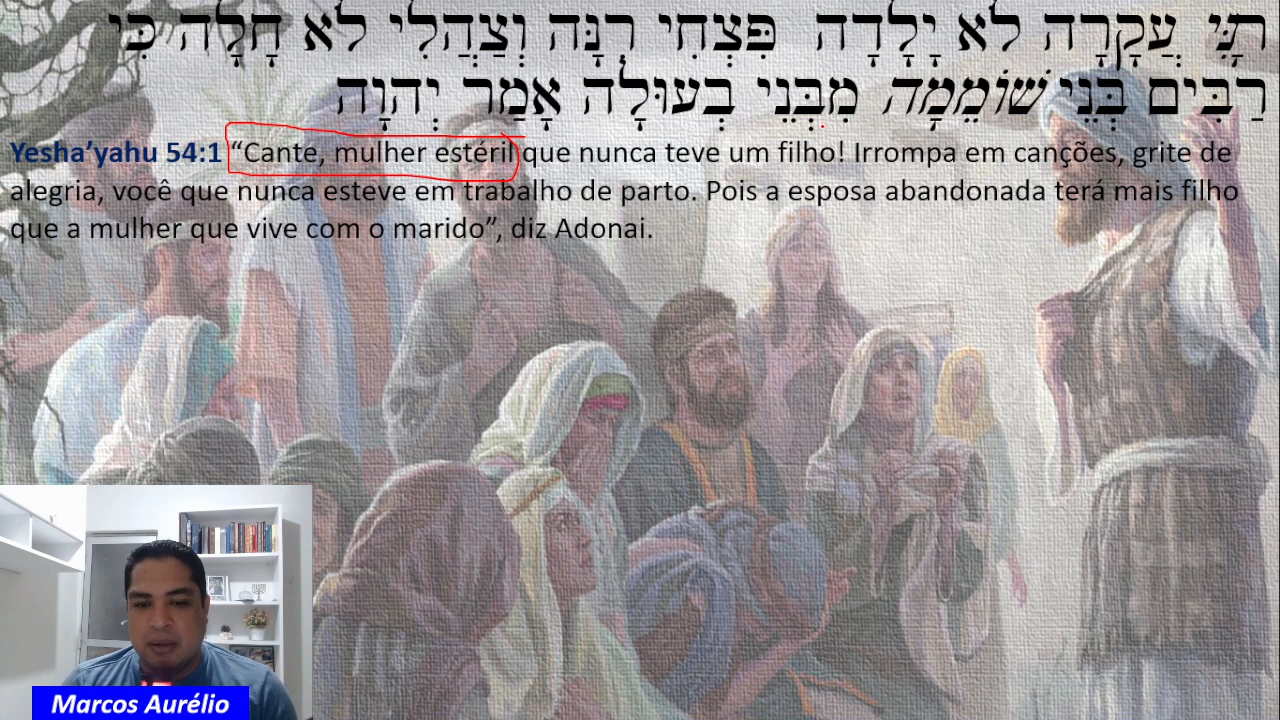 רָנִּי עֲקָרָה לֹא יָלָדָה פִּצְחִי רִנָּה וְצַהֲלִי לֹא חָלָה כִּי
רַבִּים בְּנֵי שׁוֹמֵמָה מִבְּנֵי בְעוּלָה אָמַר יְהוָה
Yesha’yahu 54:1 “Cante, mulher estéril que nunca teve um filho! Irrompa em canções, grite de
alegria, você que nunca esteve em trabalho de parto. Pois a esposa abandonada terá mais filho
que a mulher que vive com o marido”, diz Adonai.
Marcos Aurélio